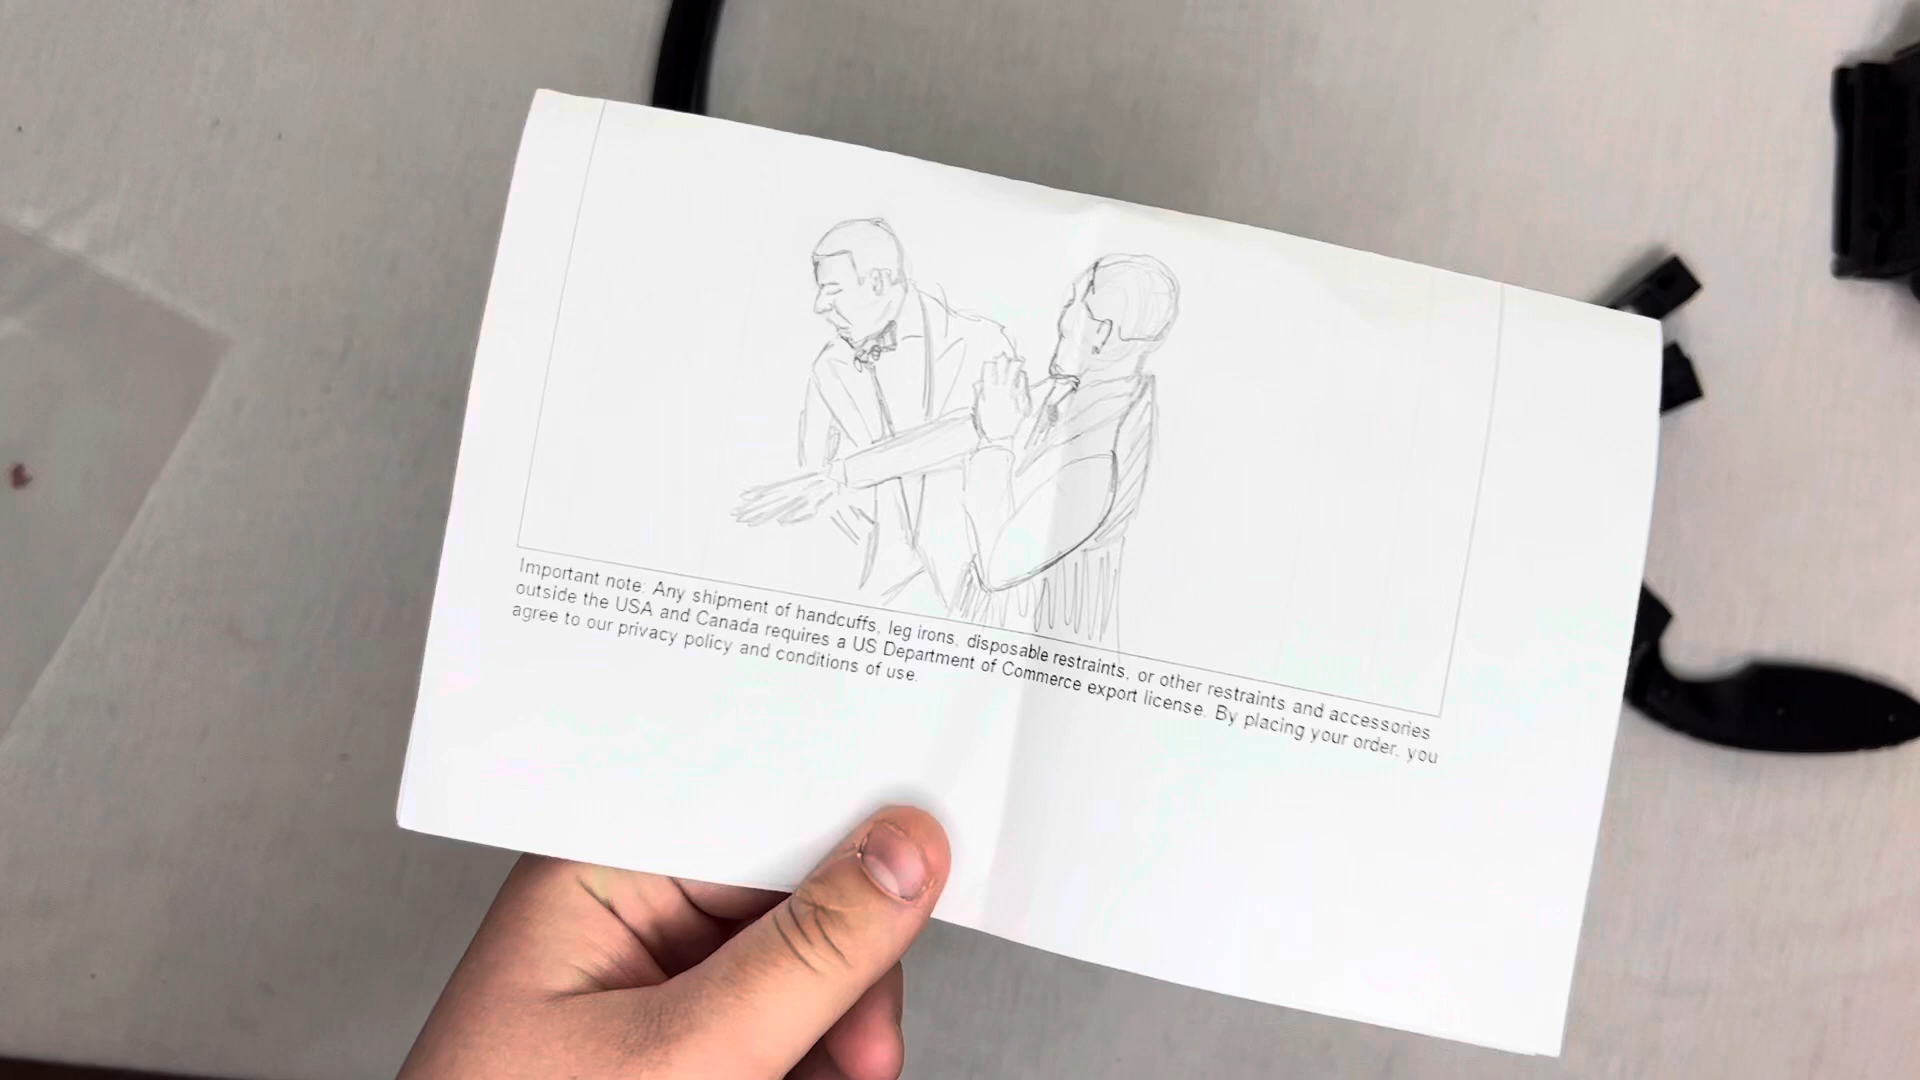 Important note: Any shipment of handcuffs, leg irons, disposable restraints, or other restraints and accessories
outside the USA and Canada requires a US Department of Commerce export license. By placing your order, you
agree to our privacy policy and conditions of use.